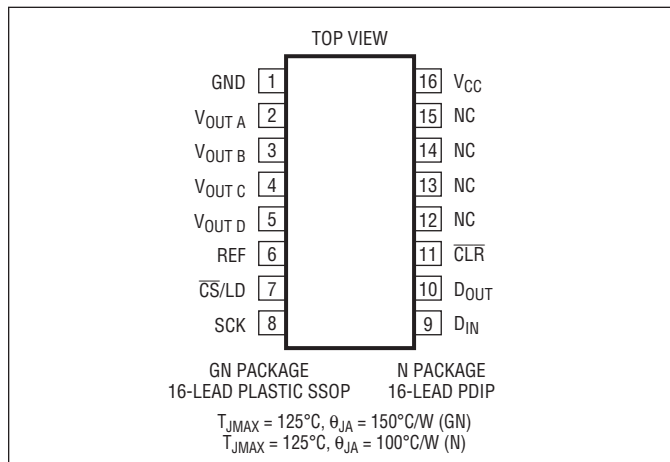 TOP VIEW
GND 1 16 VCC
VOUT A 2 15 NC
VOUT B 3 14 NC
VOUT C 4 13 NC
VOUT D 5 12 NC
REF 6 11 C̅L̅R̅
C̅S̅/LD 7 10 DOUT
SCK 8 9 DIN
GN PACKAGE N PACKAGE
16-LEAD PLASTIC SSOP 16-LEAD PDIP
TJMAX = 125°C, θJA = 150°C/W (GN)
TJMAX = 125°C, θJA = 100°C/W (N)